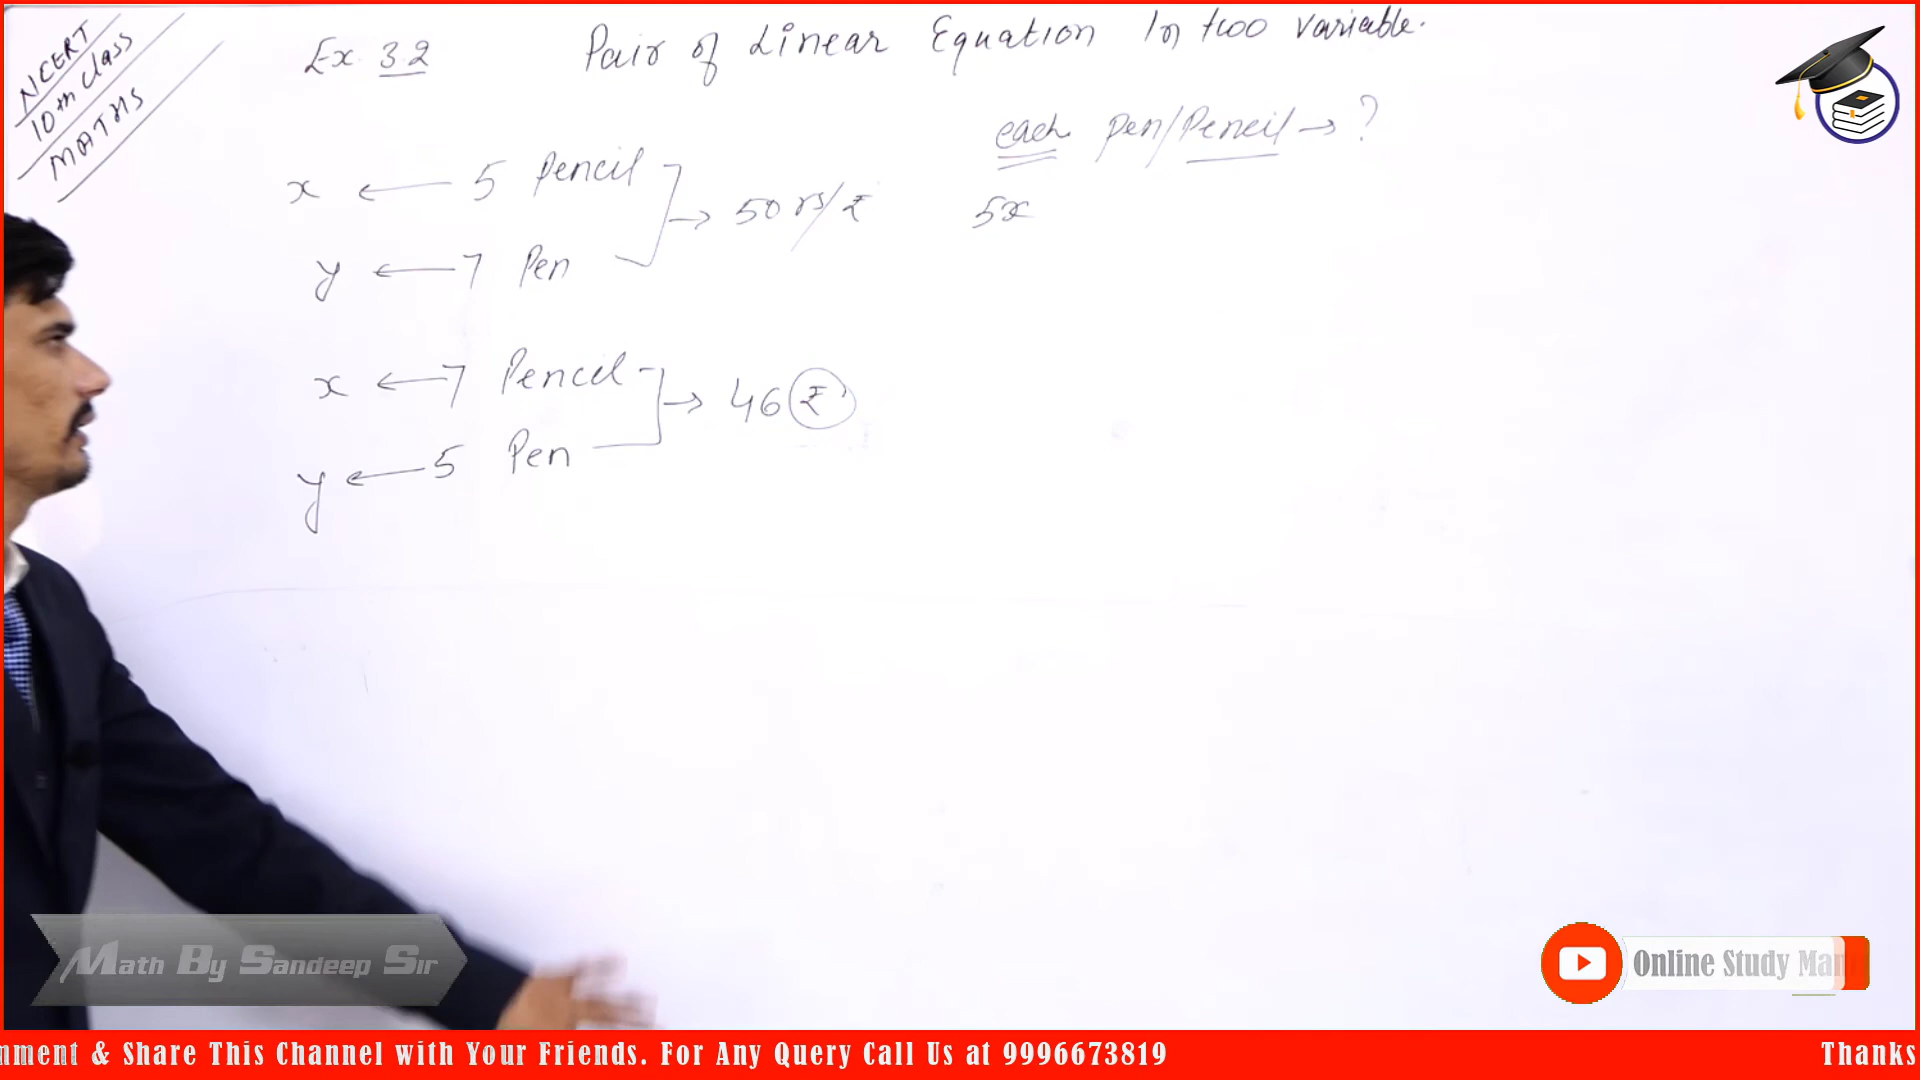 NCERT
10th Class
MATHS
Ex. 3.2 Pair of Linear Equation In two variable.
each pen/Pencil → ?
x ← 5 Pencil
→ 50 rs/₹
5x
y ← 7 Pen
x ← 7 Pencil
→ 46 ₹
y ← 5 Pen
Math By Sandeep Sir
Online Study Man
nment & Share This Channel with Your Friends. For Any Query Call Us at 9996673819
Thanks